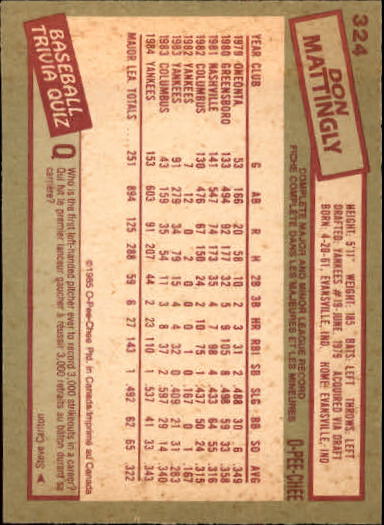 324
DON MATTINGLY
HEIGHT: 5'11" WEIGHT: 185 BATS: LEFT THROWS: LEFT
DRAFTED: YANKEES #19-JUNE 1979 ACQUIRED: VIA DRAFT
BORN: 4-20-61, EVANSVILLE, IND. HOME: EVANSVILLE, IND.
COMPLETE MAJOR AND MINOR LEAGUE RECORD
FICHE COMPLETE DANS LES MAJEURES ET LES MINEURES
O-PEE-CHEE
YEAR CLUB G AB R H 2B 3B HR RBI SB SLG BB SO AVG
1979 ONEONTA 53 166 20 58 10 2 3 31 2 .488 30 6 .349
1980 GREENSBORO 133 494 92 177 32 5 9 105 8 .498 59 33 .358
1981 NASHVILLE 141 547 74 173 35 4 7 98 4 .433 64 55 .316
1982 COLUMBUS 130 476 67 150 24 2 10 75 1 .437 50 24 .315
1982 YANKEES 7 12 0 2 0 0 0 1 0 .167 0 1 .167
1983 YANKEES 91 279 34 79 15 4 4 32 0 .409 21 31 .283
1983 COLUMBUS 43 159 35 54 11 3 8 37 2 .597 29 14 .340
1984 YANKEES 153 603 91 207 44 2 23 110 1 .537 41 33 .343
MAJOR LEA. TOTALS 251 894 125 288 59 6 27 143 1 .492 62 65 .322
©1985 O-Pee-Chee Ptd. in Canada/Imprimé au Canada
BASEBALL TRIVIA QUIZ
Q Who is the first left-handed pitcher ever to record 3,000 strikeouts in a career?
Qui fut le premier lanceur gaucher à réussir 3,000 retraits au bâton durant sa
carrière?
Steve Carlton